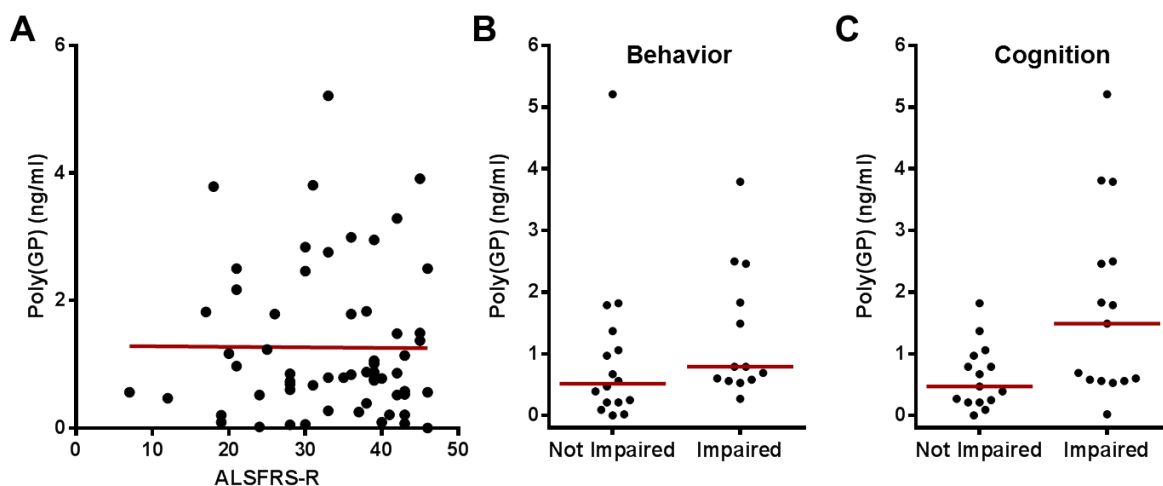 A
Poly(GP) (ng/ml)
6
4
2
0
0 10 20 30 40 50
ALSFRS-R
B
Behavior
Poly(GP) (ng/ml)
6
5
4
3
2
1
0
Not Impaired Impaired
C
Cognition
Poly(GP) (ng/ml)
6
5
4
3
2
1
0
Not Impaired Impaired